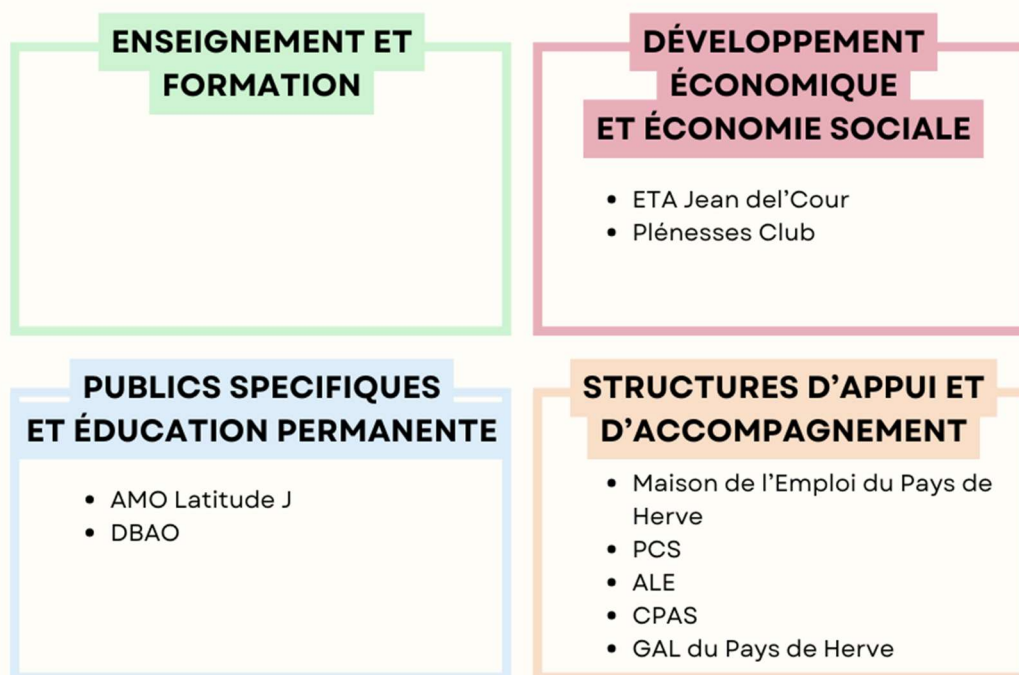 ENSEIGNEMENT ET
FORMATION
DÉVELOPPEMENT
ÉCONOMIQUE
ET ÉCONOMIE SOCIALE
• ETA Jean del’Cour
• Plénesses Club
PUBLICS SPECIFIQUES
ET ÉDUCATION PERMANENTE
• AMO Latitude J
• DBAO
STRUCTURES D’APPUI ET
D’ACCOMPAGNEMENT
• Maison de l’Emploi du Pays de
Herve
• PCS
• ALE
• CPAS
• GAL du Pays de Herve